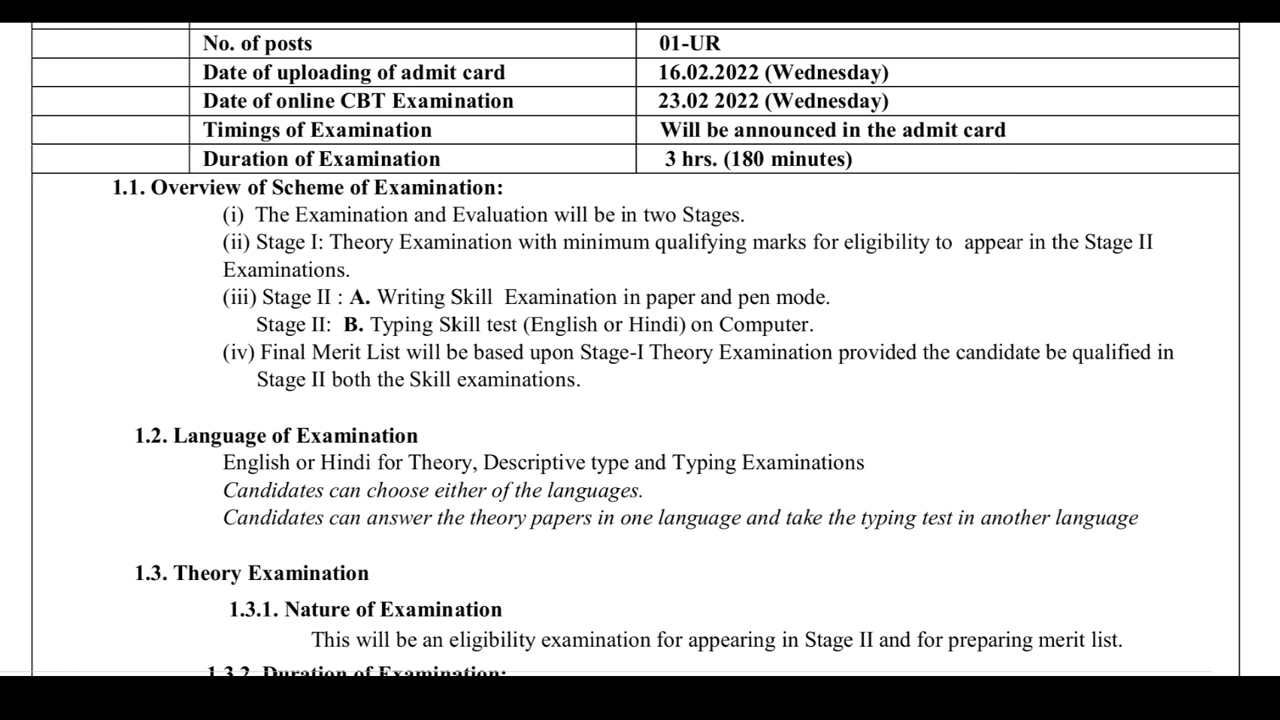 No. of posts 01-UR
Date of uploading of admit card 16.02.2022 (Wednesday)
Date of online CBT Examination 23.02 2022 (Wednesday)
Timings of Examination Will be announced in the admit card
Duration of Examination 3 hrs. (180 minutes)
1.1. Overview of Scheme of Examination:
(i) The Examination and Evaluation will be in two Stages.
(ii) Stage I: Theory Examination with minimum qualifying marks for eligibility to appear in the Stage II
Examinations.
(iii) Stage II : A. Writing Skill Examination in paper and pen mode.
Stage II: B. Typing Skill test (English or Hindi) on Computer.
(iv) Final Merit List will be based upon Stage-I Theory Examination provided the candidate be qualified in
Stage II both the Skill examinations.
1.2. Language of Examination
English or Hindi for Theory, Descriptive type and Typing Examinations
Candidates can choose either of the languages.
Candidates can answer the theory papers in one language and take the typing test in another language
1.3. Theory Examination
1.3.1. Nature of Examination
This will be an eligibility examination for appearing in Stage II and for preparing merit list.
1.3.2. Duration of Examination: